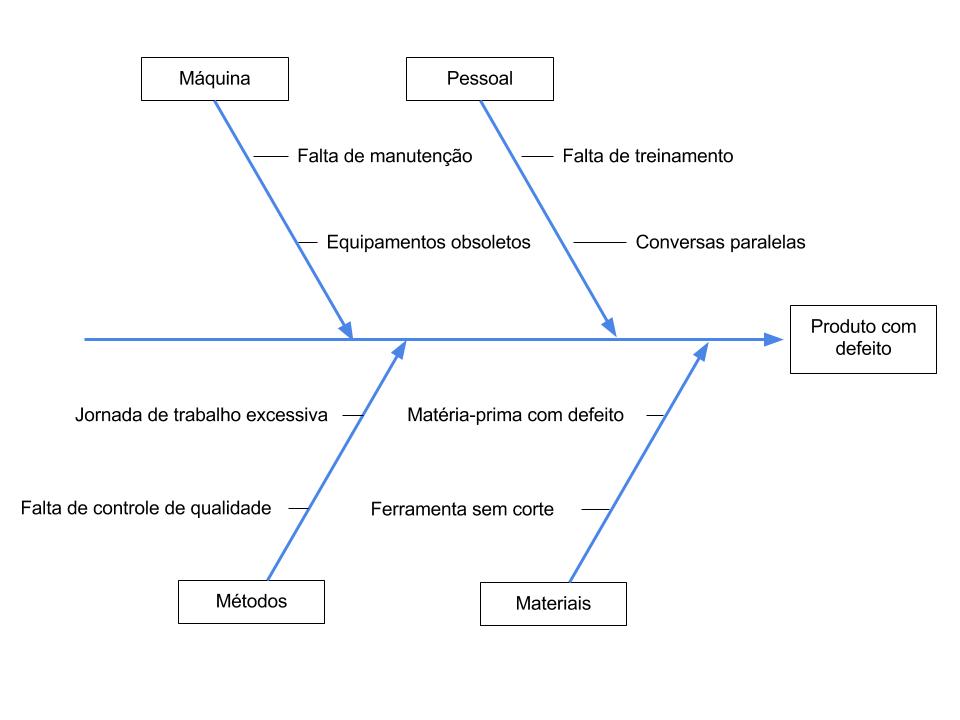 Máquina
Pessoal
Falta de manutenção
Falta de treinamento
Equipamentos obsoletos
Conversas paralelas
Produto com
defeito
Jornada de trabalho excessiva
Matéria-prima com defeito
Falta de controle de qualidade
Ferramenta sem corte
Métodos
Materiais